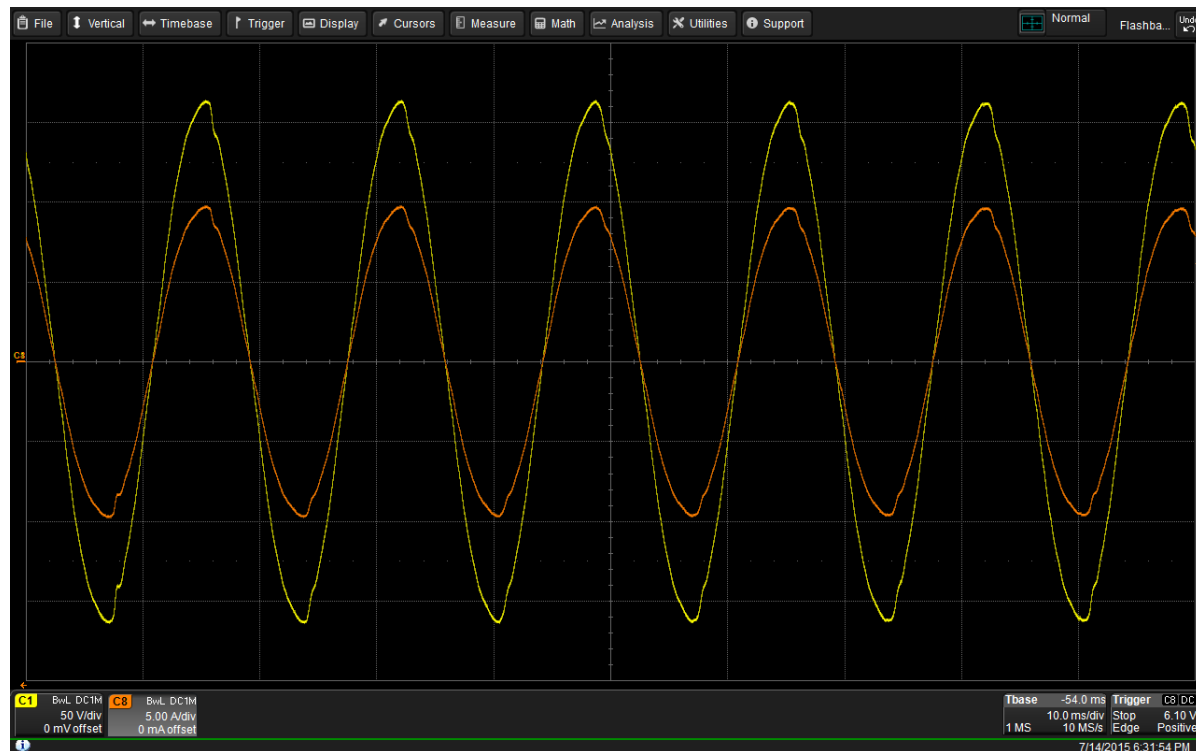 File Vertical Timebase Trigger Display Cursors Measure Math Analysis Utilities Support Normal Flashba... Undo
C8
C1 BwL DC1M C8 BwL DC1M Tbase -54.0 ms Trigger C8 DC
50 V/div 5.00 A/div 10.0 ms/div Stop 6.10 V
0 mV offset 0 mA offset 1 MS 10 MS/s Edge Positive
7/14/2015 6:31:54 PM